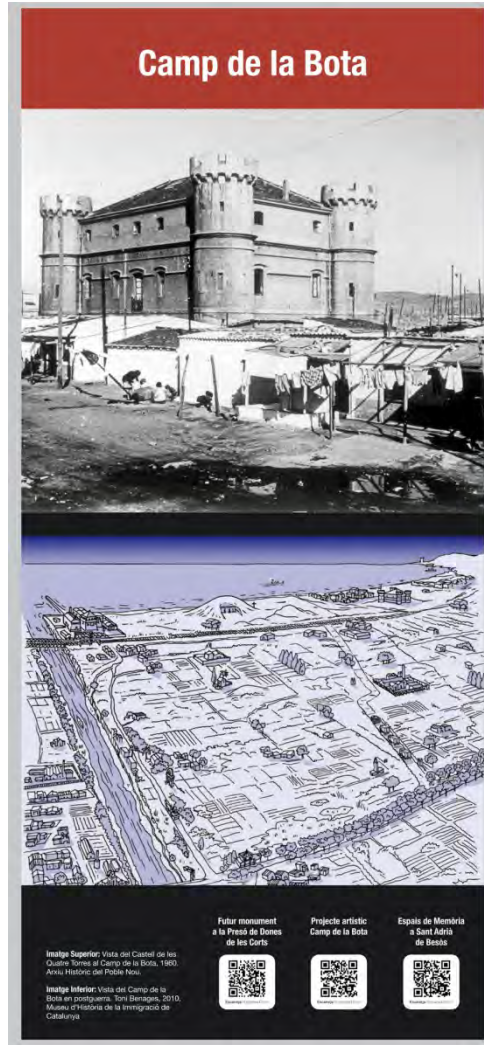 Camp de la Bota
Futur monument
a la Presó de Dones
de les Corts
Projecte artístic
Camp de la Bota
Espais de Memòria
a Sant Adrià
de Besòs
Imatge Superior: Vista del Castell de les
Quatre Torres al Camp de la Bota, 1960.
Arxiu Històric del Poble Nou.
Imatge Inferior: Vista del Camp de la
Bota en postguerra. Toni Benages, 2010.
Museu d'Història de la Immigració de
Catalunya